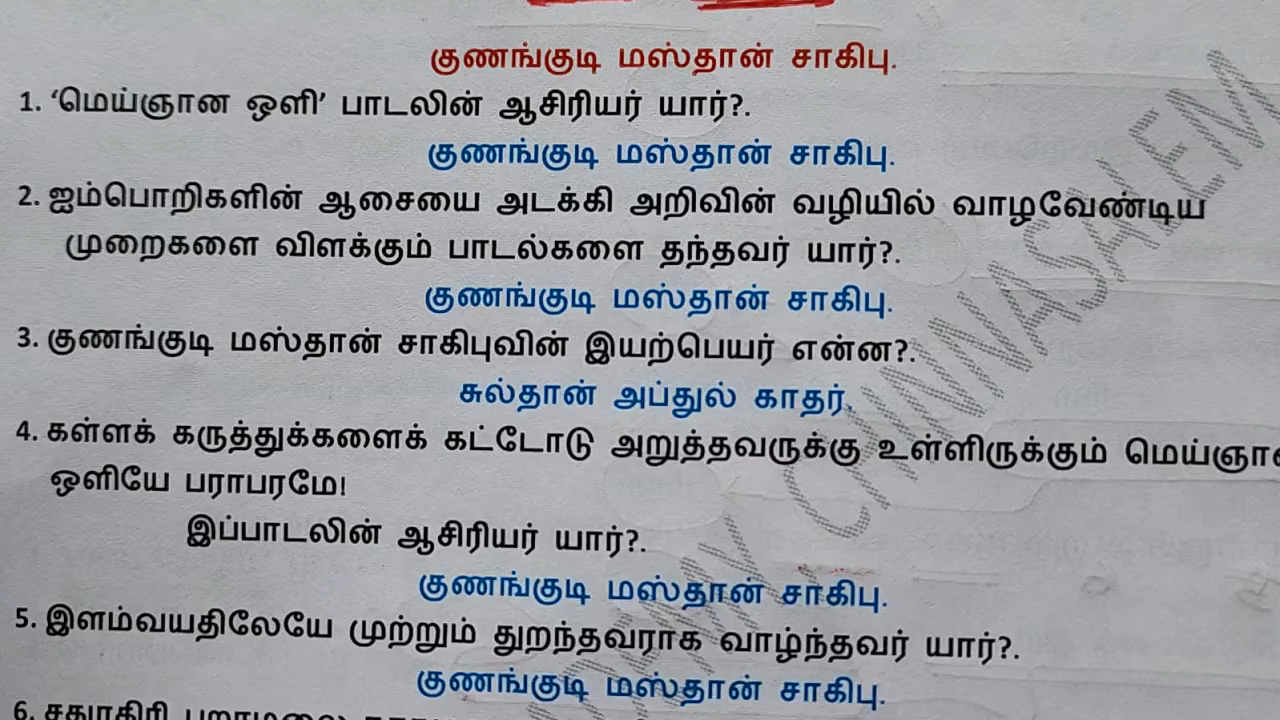 குணங்குடி மஸ்தான் சாகிபு.
1. ‘மெய்ஞான ஒளி’ பாடலின் ஆசிரியர் யார்?.
குணங்குடி மஸ்தான் சாகிபு.
2. ஐம்பொறிகளின் ஆசையை அடக்கி அறிவின் வழியில் வாழவேண்டிய
முறைகளை விளக்கும் பாடல்களை தந்தவர் யார்?.
குணங்குடி மஸ்தான் சாகிபு.
3. குணங்குடி மஸ்தான் சாகிபுவின் இயற்பெயர் என்ன?.
சுல்தான் அப்துல் காதர்.
4. கள்ளக் கருத்துக்களைக் கட்டோடு அறுத்தவருக்கு உள்ளிருக்கும்
ஒளியே பராபரமே!
இப்பாடலின் ஆசிரியர் யார்?.
குணங்குடி மஸ்தான் சாகிபு.
5. இளம்வயதிலேயே முற்றும் துறந்தவராக வாழ்ந்தவர் யார்?.
குணங்குடி மஸ்தான் சாகிபு.
6.
CHINNASALEM